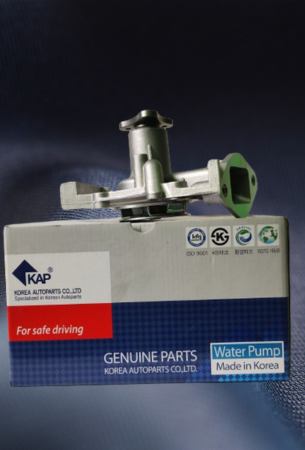 KAP
KOREA AUTOPARTS CO.,LTD
Specialized in Korean Autoparts
ISO 9001
For safe driving
GENUINE PARTS
KOREA AUTOPARTS CO.,LTD.
Water Pump
Made in Korea